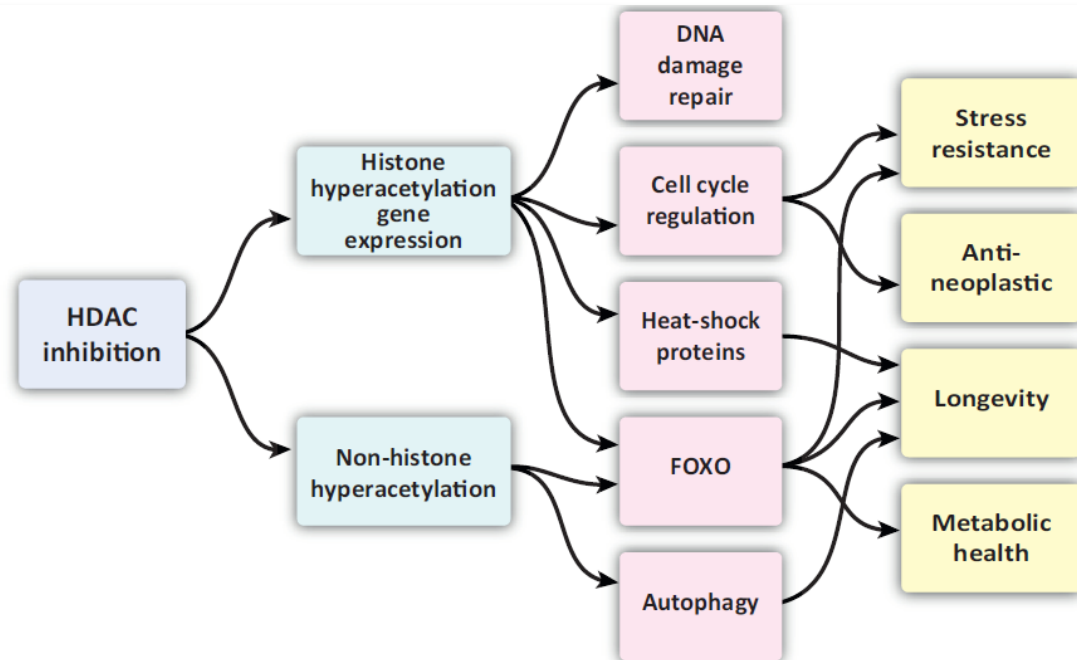 HDAC
inhibition
Histone
hyperacetylation
gene
expression
Non-histone
hyperacetylation
DNA
damage
repair
Cell cycle
regulation
Heat-shock
proteins
FOXO
Autophagy
Stress
resistance
Anti-
neoplastic
Longevity
Metabolic
health